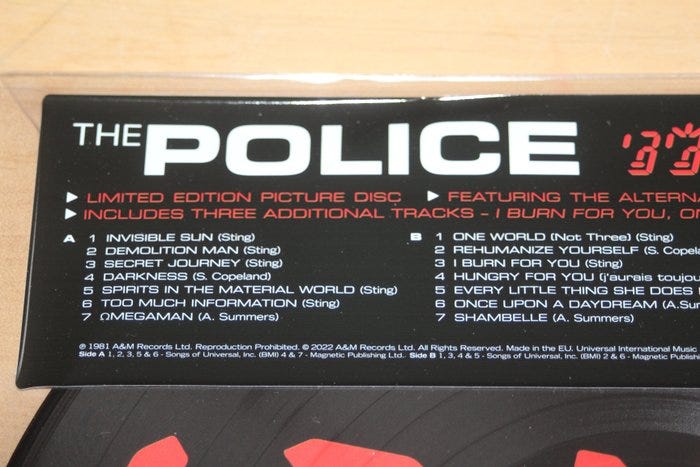 THE POLICE
▶ LIMITED EDITION PICTURE DISC ▶ FEATURING THE
▶ INCLUDES THREE ADDITIONAL TRACKS - I BURN FOR YOU,
A 1 INVISIBLE SUN (Sting)
2 DEMOLITION MAN (Sting)
3 SECRET JOURNEY (Sting)
4 DARKNESS (S. Copeland)
5 SPIRITS IN THE MATERIAL WORLD (Sting)
6 TOO MUCH INFORMATION (Sting)
7 ΩMEGAMAN (A. Summers)
B 1 ONE WORLD (Not Three) (Sting)
2 REHUMANIZE YOURSELF (S.
3 I BURN FOR YOU (Sting)
4 HUNGRY FOR YOU (j'aurais
5 EVERY LITTLE THING SHE DOES
6 ONCE UPON A DAYDREAM
7 SHAMBELLE (A. Summers)
℗ 1981 A&M Records Ltd. Reproduction Prohibited. © 2022 A&M Records Ltd. All Rights Reserved. Made in the EU. Universal International Music
Side A 1, 2, 3, 5 & 6 - Songs of Universal, Inc. (BMI) 4 & 7 - Magnetic Publishing Ltd. Side B 1, 3, 4 & 5 - Songs of Universal, Inc. (BMI) 2 & 6 - Magnetic